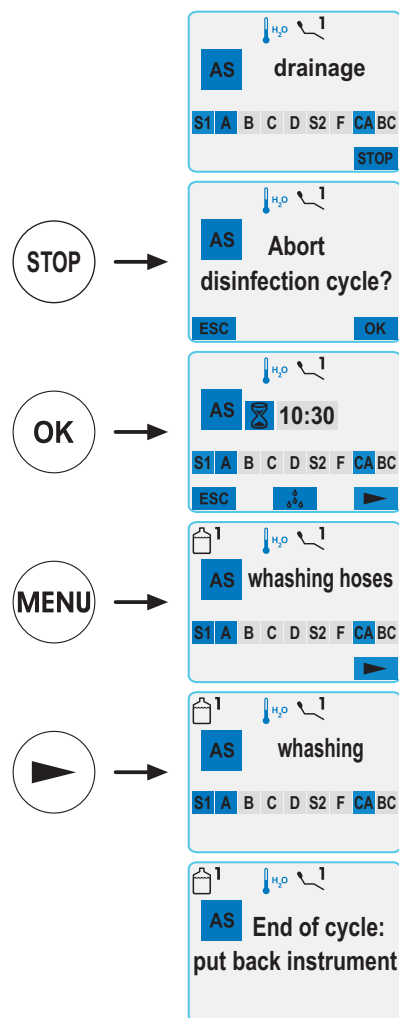 H₂O 1
AS drainage
S1 A B C D S2 F CA BC
STOP
STOP
H₂O 1
AS Abort
disinfection cycle?
ESC OK
OK
H₂O 1
AS 10:30
S1 A B C D S2 F CA BC
ESC
MENU
1 H₂O 1
AS whashing hoses
S1 A B C D S2 F CA BC
1 H₂O 1
AS whashing
S1 A B C D S2 F CA BC
1 H₂O 1
AS End of cycle:
put back instrument